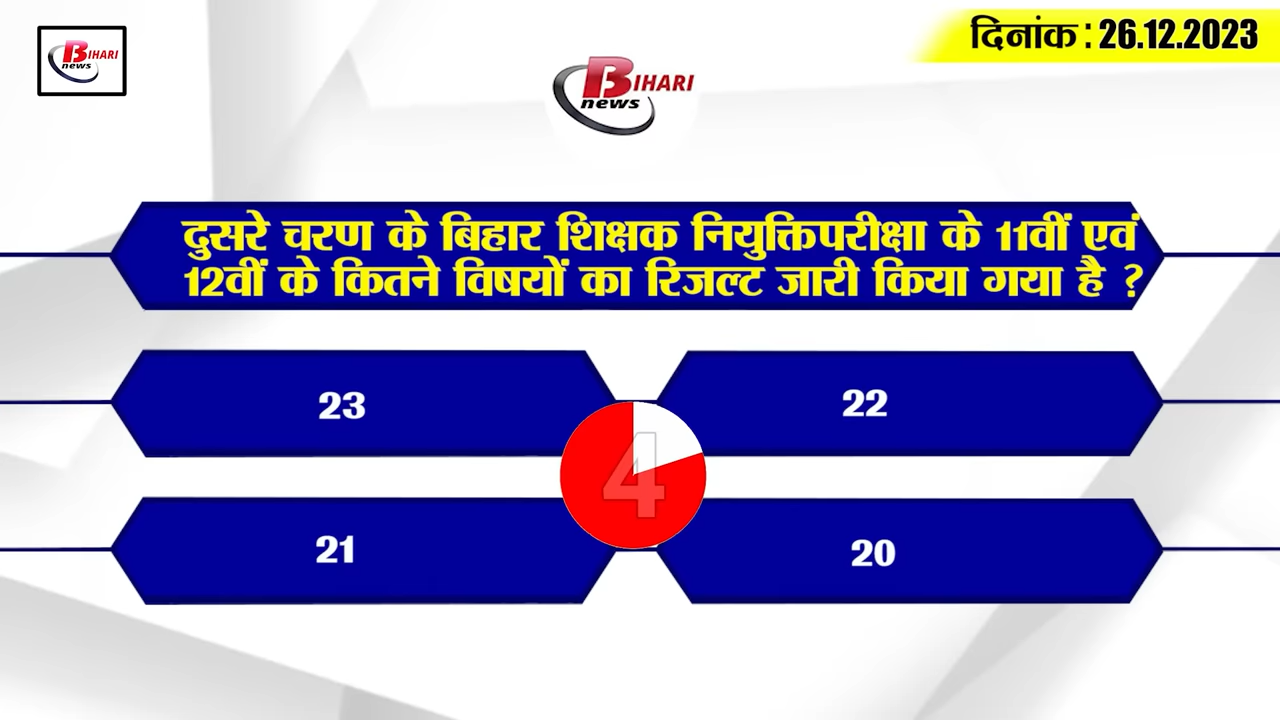 BIHARI
news
दिनांक : 26.12.2023
BIHARI
news
दुसरे चरण के बिहार शिक्षक नियुक्तिपरीक्षा के 11वीं एवं
12वीं के कितने विषयों का रिजल्ट जारी किया गया है ?
23
22
4
21
20